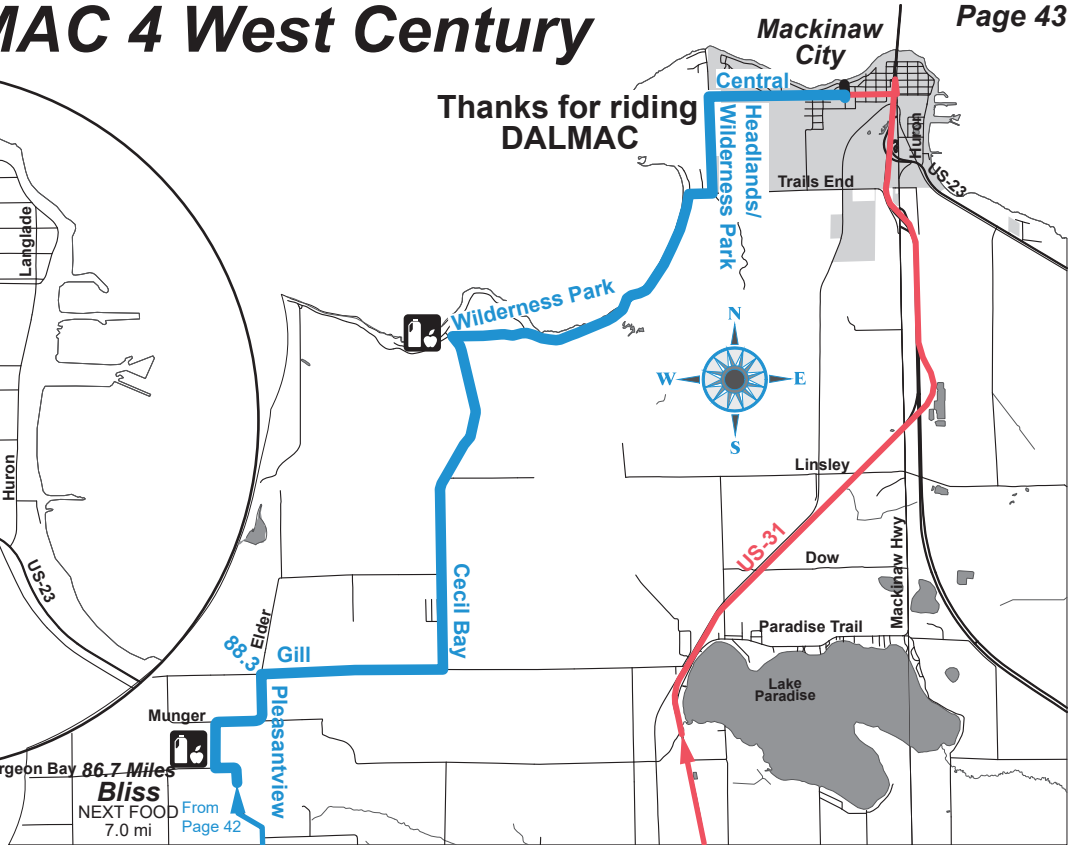 MAC 4 West Century
Page 43
Mackinaw
City
Thanks for riding
DALMAC
Central
Headlands/
Wilderness Park
Huron
US-23
Trails End
Langlade
Wilderness Park
N
W
E
S
Huron
Linsley
US-31
Mackinaw Hwy
Dow
US-23
Cecil Bay
Elder
88.3
Gill
Paradise Trail
Lake
Paradise
Munger
Pleasantview
rgeon Bay 86.7 Miles
Bliss
NEXT FOOD
7.0 mi
From
Page 42